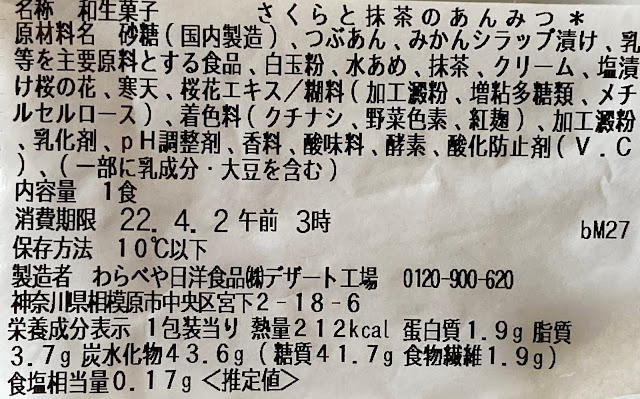 名称 和生菓子 さくらと抹茶のあんみつ*
原材料名 砂糖(国内製造)、つぶあん、みかんシラップ漬け、乳
等を主要原料とする食品、白玉粉、水あめ、抹茶、クリーム、塩漬
け桜の花、寒天、桜花エキス/糊料(加工澱粉、増粘多糖類、メチ
ルセルロース)、着色料(クチナシ、野菜色素、紅麹)、加工澱粉
、乳化剤、pH調整剤、香料、酸味料、酵素、酸化防止剤(V.C
)、(一部に乳成分・大豆を含む)
内容量 1食
消費期限 22.4.2午前 3時 bM27
保存方法 10℃以下
製造者 わらべや日洋食品㈱デザート工場 0120-900-620
神奈川県相模原市中央区宮下2-18-6
栄養成分表示 1包装当り 熱量212kcal 蛋白質1.9g 脂質
3.7g 炭水化物43.6g(糖質41.7g 食物繊維1.9g)
食塩相当量0.17g<推定値>